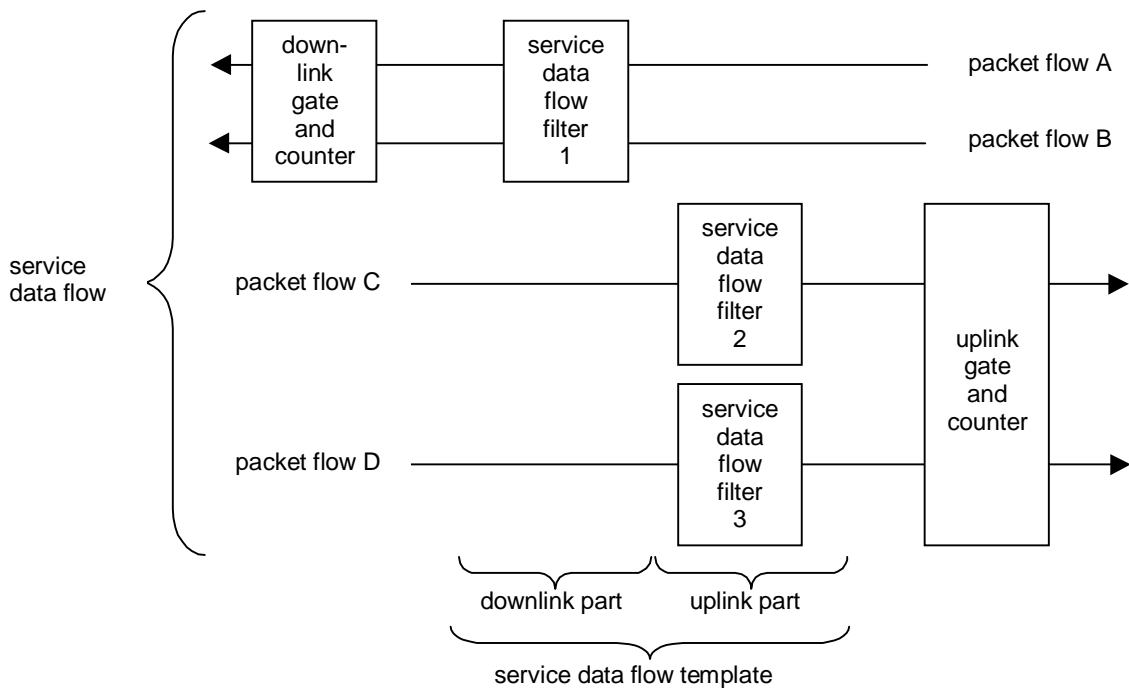 down-
link
gate
and
counter
service
data
flow
filter
1
packet flow A
packet flow B
service
data flow
packet flow C
service
data
flow
filter
2
uplink
gate
and
counter
packet flow D
service
data
flow
filter
3
downlink part
uplink part
service data flow template